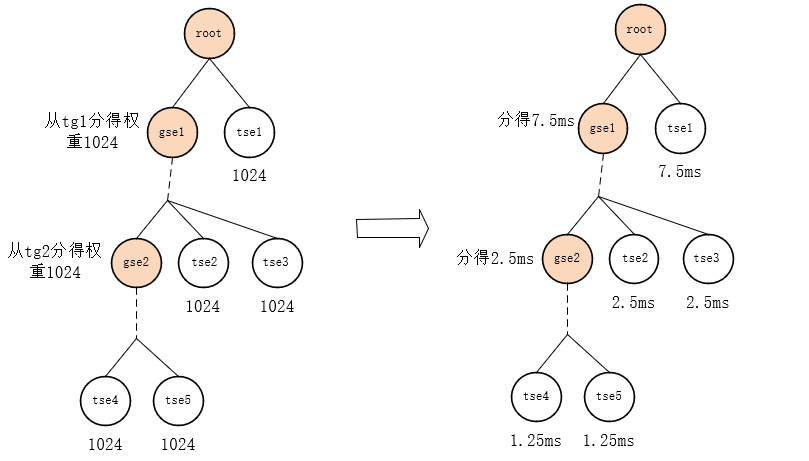 root
从tg1分得权
重1024
gse1
tse1
1024
从tg2分得权
重1024
gse2
tse2
tse3
1024
1024
tse4
tse5
1024
1024
root
分得7.5ms
gse1
tse1
7.5ms
分得2.5ms
gse2
tse2
tse3
2.5ms
2.5ms
tse4
tse5
1.25ms
1.25ms